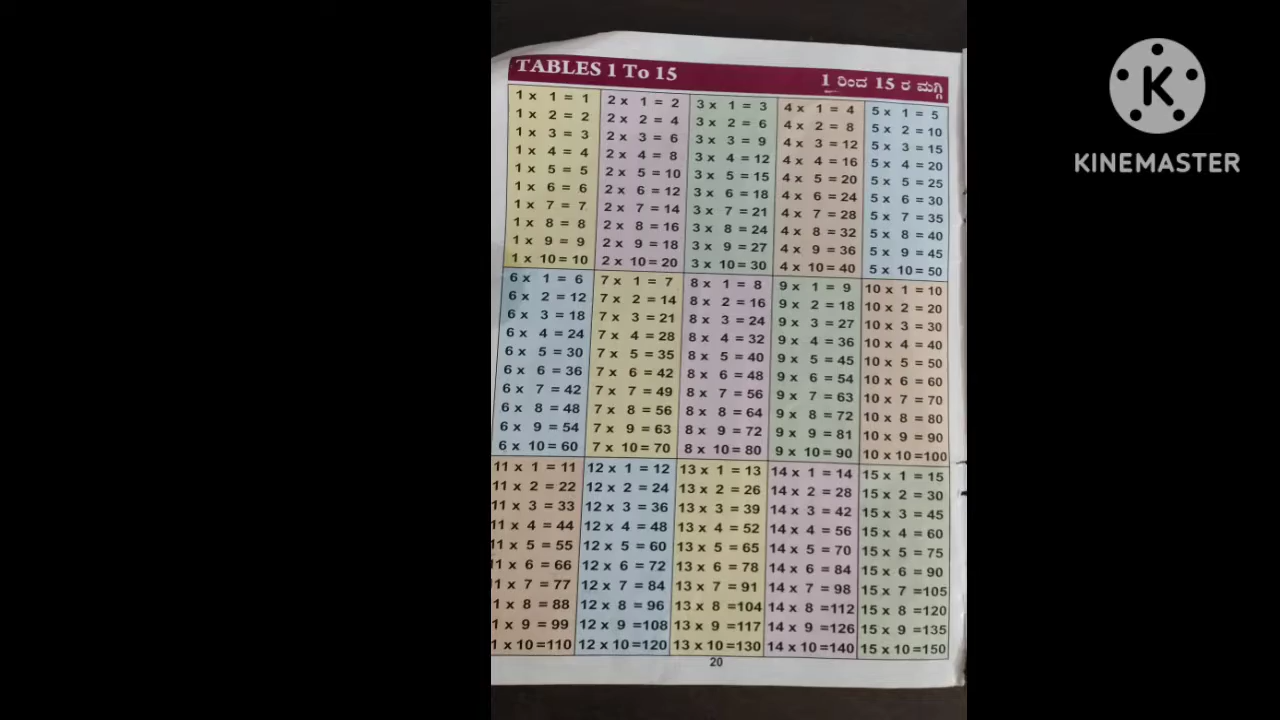 TABLES 1 To 15 1 ರಿಂದ 15 ರ ಮಗ್ಗಿ
K
KINEMASTER
1 x 1 = 1 2 x 1 = 2 3 x 1 = 3 4 x 1 = 4 5 x 1 = 5
1 x 2 = 2 2 x 2 = 4 3 x 2 = 6 4 x 2 = 8 5 x 2 = 10
1 x 3 = 3 2 x 3 = 6 3 x 3 = 9 4 x 3 = 12 5 x 3 = 15
1 x 4 = 4 2 x 4 = 8 3 x 4 = 12 4 x 4 = 16 5 x 4 = 20
1 x 5 = 5 2 x 5 = 10 3 x 5 = 15 4 x 5 = 20 5 x 5 = 25
1 x 6 = 6 2 x 6 = 12 3 x 6 = 18 4 x 6 = 24 5 x 6 = 30
1 x 7 = 7 2 x 7 = 14 3 x 7 = 21 4 x 7 = 28 5 x 7 = 35
1 x 8 = 8 2 x 8 = 16 3 x 8 = 24 4 x 8 = 32 5 x 8 = 40
1 x 9 = 9 2 x 9 = 18 3 x 9 = 27 4 x 9 = 36 5 x 9 = 45
1 x 10 = 10 2 x 10 = 20 3 x 10 = 30 4 x 10 = 40 5 x 10 = 50
6 x 1 = 6 7 x 1 = 7 8 x 1 = 8 9 x 1 = 9 10 x 1 = 10
6 x 2 = 12 7 x 2 = 14 8 x 2 = 16 9 x 2 = 18 10 x 2 = 20
6 x 3 = 18 7 x 3 = 21 8 x 3 = 24 9 x 3 = 27 10 x 3 = 30
6 x 4 = 24 7 x 4 = 28 8 x 4 = 32 9 x 4 = 36 10 x 4 = 40
6 x 5 = 30 7 x 5 = 35 8 x 5 = 40 9 x 5 = 45 10 x 5 = 50
6 x 6 = 36 7 x 6 = 42 8 x 6 = 48 9 x 6 = 54 10 x 6 = 60
6 x 7 = 42 7 x 7 = 49 8 x 7 = 56 9 x 7 = 63 10 x 7 = 70
6 x 8 = 48 7 x 8 = 56 8 x 8 = 64 9 x 8 = 72 10 x 8 = 80
6 x 9 = 54 7 x 9 = 63 8 x 9 = 72 9 x 9 = 81 10 x 9 = 90
6 x 10 = 60 7 x 10 = 70 8 x 10 = 80 9 x 10 = 90 10 x 10 =100
11 x 1 = 11 12 x 1 = 12 13 x 1 = 13 14 x 1 = 14 15 x 1 = 15
11 x 2 = 22 12 x 2 = 24 13 x 2 = 26 14 x 2 = 28 15 x 2 = 30
11 x 3 = 33 12 x 3 = 36 13 x 3 = 39 14 x 3 = 42 15 x 3 = 45
11 x 4 = 44 12 x 4 = 48 13 x 4 = 52 14 x 4 = 56 15 x 4 = 60
11 x 5 = 55 12 x 5 = 60 13 x 5 = 65 14 x 5 = 70 15 x 5 = 75
11 x 6 = 66 12 x 6 = 72 13 x 6 = 78 14 x 6 = 84 15 x 6 = 90
11 x 7 = 77 12 x 7 = 84 13 x 7 = 91 14 x 7 = 98 15 x 7 =105
1 x 8 = 88 12 x 8 = 96 13 x 8 =104 14 x 8 =112 15 x 8 =120
1 x 9 = 99 12 x 9 =108 13 x 9 =117 14 x 9 =126 15 x 9 =135
1 x 10 =110 12 x 10 =120 13 x 10 =130 14 x 10 =140 15 x 10 =150
20